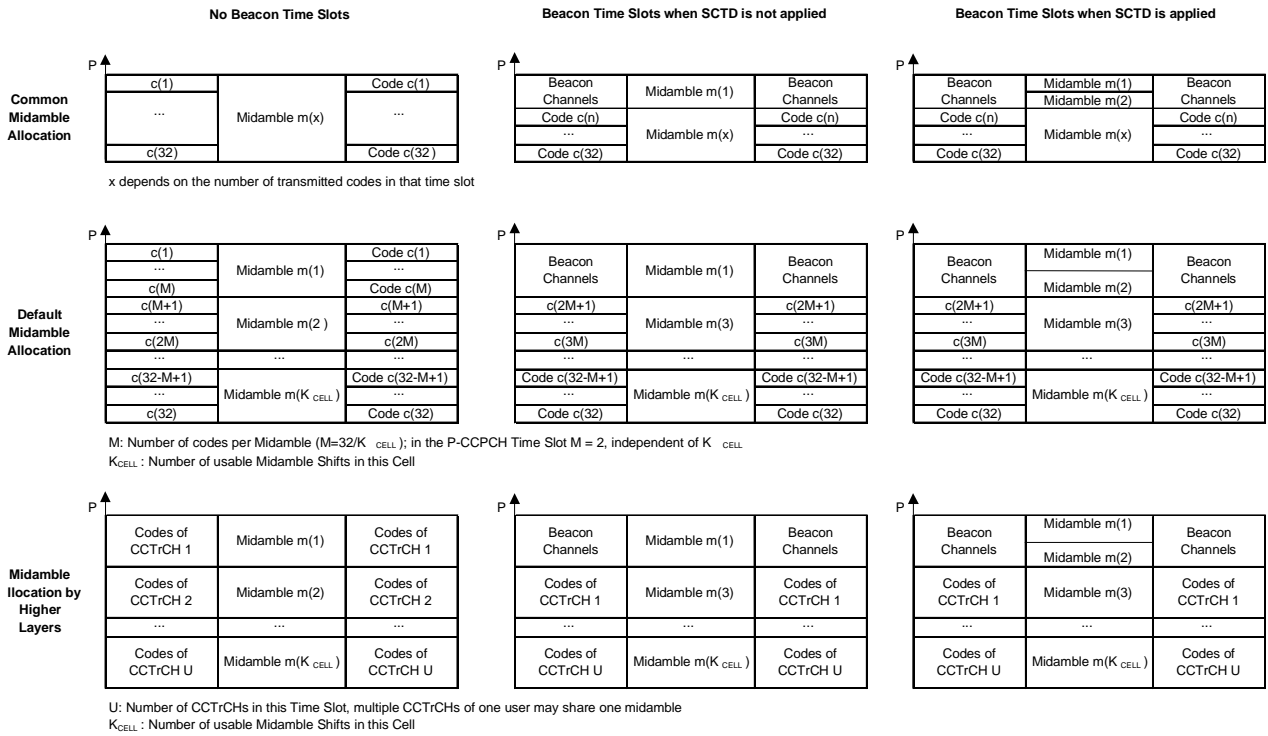 No Beacon Time Slots
Beacon Time Slots when SCTD is not applied
Beacon Time Slots when SCTD is applied
Common
Midamble
Allocation
P
c(1)
...
c(32)
Midamble m(x)
Code c(1)
...
Code c(32)
P
Beacon
Channels
Code c(n)
...
Code c(32)
Midamble m(1)
Midamble m(x)
Beacon
Channels
Code c(n)
...
Code c(32)
P
Beacon
Channels
Code c(n)
...
Code c(32)
Midamble m(1)
Midamble m(2)
Midamble m(x)
Beacon
Channels
Code c(n)
...
Code c(32)
x depends on the number of transmitted codes in that time slot
Default
Midamble
Allocation
P
c(1)
...
c(M)
c(M+1)
...
c(2M)
...
c(32-M+1)
...
c(32)
Midamble m(1)
Midamble m(2 )
...
Midamble m(K CELL )
Code c(1)
...
Code c(M)
c(M+1)
...
c(2M)
...
Code c(32-M+1)
...
Code c(32)
P
Beacon
Channels
c(2M+1)
...
c(3M)
...
Code c(32-M+1)
...
Code c(32)
Midamble m(1)
Midamble m(3)
...
Midamble m(K CELL )
Beacon
Channels
c(2M+1)
...
c(3M)
...
Code c(32-M+1)
...
Code c(32)
P
Beacon
Channels
c(2M+1)
...
c(3M)
...
Code c(32-M+1)
...
Code c(32)
Midamble m(1)
Midamble m(2)
Midamble m(3)
...
Midamble m(K CELL )
Beacon
Channels
c(2M+1)
...
c(3M)
...
Code c(32-M+1)
...
Code c(32)
M: Number of codes per Midamble (M=32/K CELL ); in the P-CCPCH Time Slot M = 2, independent of K CELL
KCELL : Number of usable Midamble Shifts in this Cell
Midamble
llocation by
Higher
Layers
P
Codes of
CCTrCH 1
Codes of
CCTrCH 2
...
Codes of
CCTrCH U
Midamble m(1)
Midamble m(2)
...
Midamble m(K CELL )
Codes of
CCTrCH 1
Codes of
CCTrCH 2
...
Codes of
CCTrCH U
P
Beacon
Channels
Codes of
CCTrCH 1
...
Codes of
CCTrCH U
Midamble m(1)
Midamble m(3)
...
Midamble m(K CELL )
Beacon
Channels
Codes of
CCTrCH 1
...
Codes of
CCTrCH U
P
Beacon
Channels
Codes of
CCTrCH 1
...
Codes of
CCTrCH U
Midamble m(1)
Midamble m(2)
Midamble m(3)
...
Midamble m(K CELL )
Beacon
Channels
Codes of
CCTrCH 1
...
Codes of
CCTrCH U
U: Number of CCTrCHs in this Time Slot, multiple CCTrCHs of one user may share one midamble
KCELL : Number of usable Midamble Shifts in this Cell